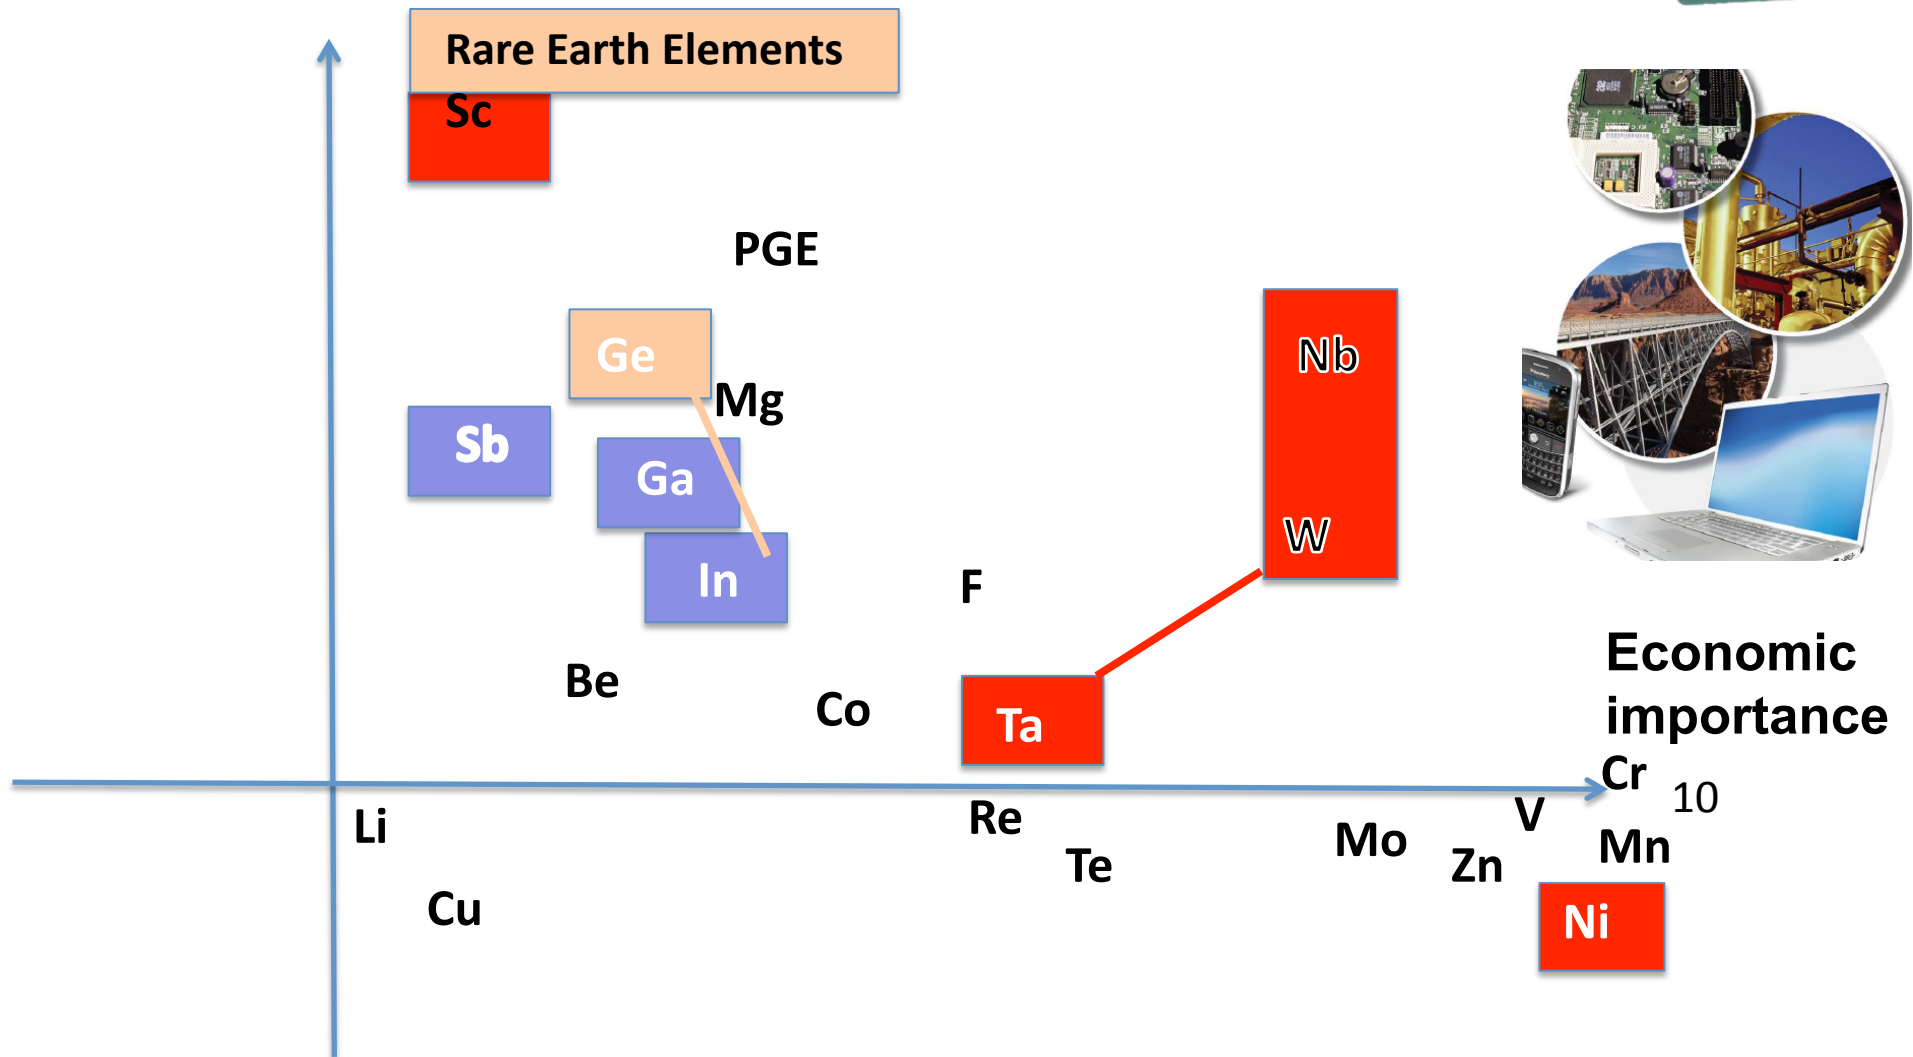 Rare Earth Elements
Sc
PGE
Nb
Ge
Mg
Sb
Ga
W
In
F
Economic
importance
Be
Co
Ta
Cr
10
Li
Re
V
Mo
Mn
Te
Zn
Cu
Ni